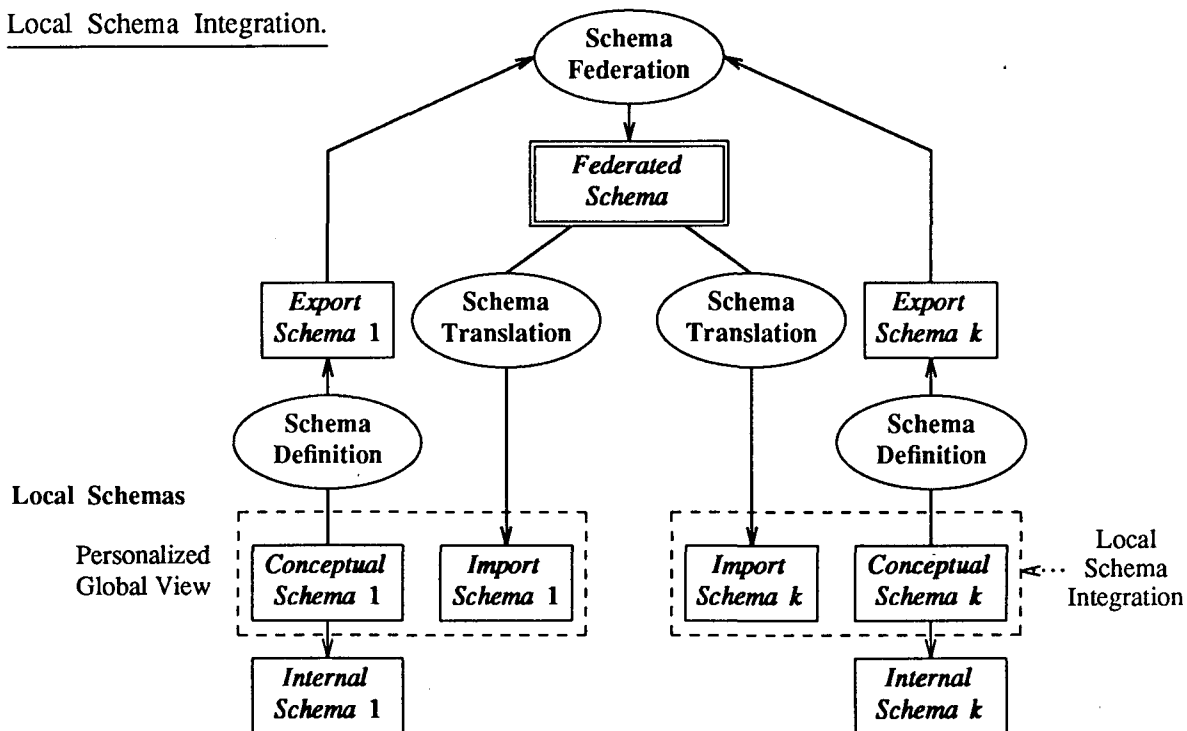 Local Schema Integration.
Schema
Federation
Federated
Schema
Export
Schema 1
Schema
Translation
Schema
Translation
Export
Schema k
Schema
Definition
Schema
Definition
Local Schemas
Personalized
Global View
Conceptual
Schema 1
Import
Schema 1
Import
Schema k
Conceptual
Schema k
Local
Schema
Integration
Internal
Schema 1
Internal
Schema k